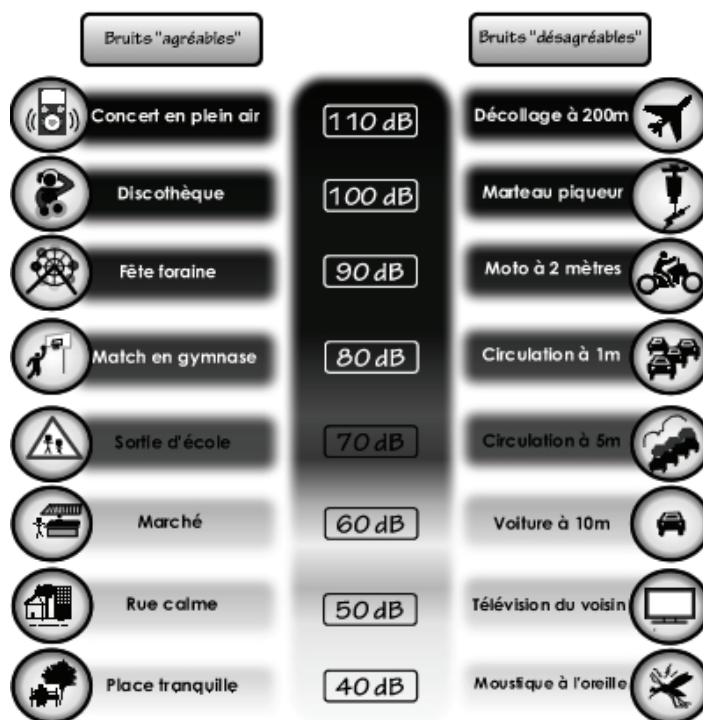 Bruits "agréables"
Bruits "désagréables"
Concert en plein air
110 dB
Décollage à 200m
Discothèque
100 dB
Marteau piqueur
Fête foraine
90 dB
Moto à 2 mètres
Match en gymnase
80 dB
Circulation à 1m
Sortie d'école
70 dB
Circulation à 5m
Marché
60 dB
Voiture à 10m
Rue calme
50 dB
Télévision du voisin
Place tranquille
40 dB
Moustique à l'oreille